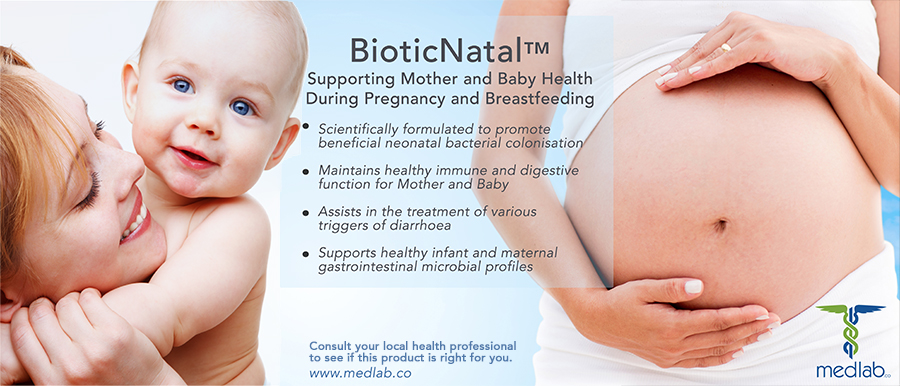 BioticNatal™
Supporting Mother and Baby Health
During Pregnancy and Breastfeeding
• Scientifically formulated to promote
beneficial neonatal bacterial colonisation
• Maintains healthy immune and digestive
function for Mother and Baby
• Assists in the treatment of various
triggers of diarrhoea
• Supports healthy infant and maternal
gastrointestinal microbial profiles
Consult your local health professional
to see if this product is right for you.
www.medlab.co
medlab.co